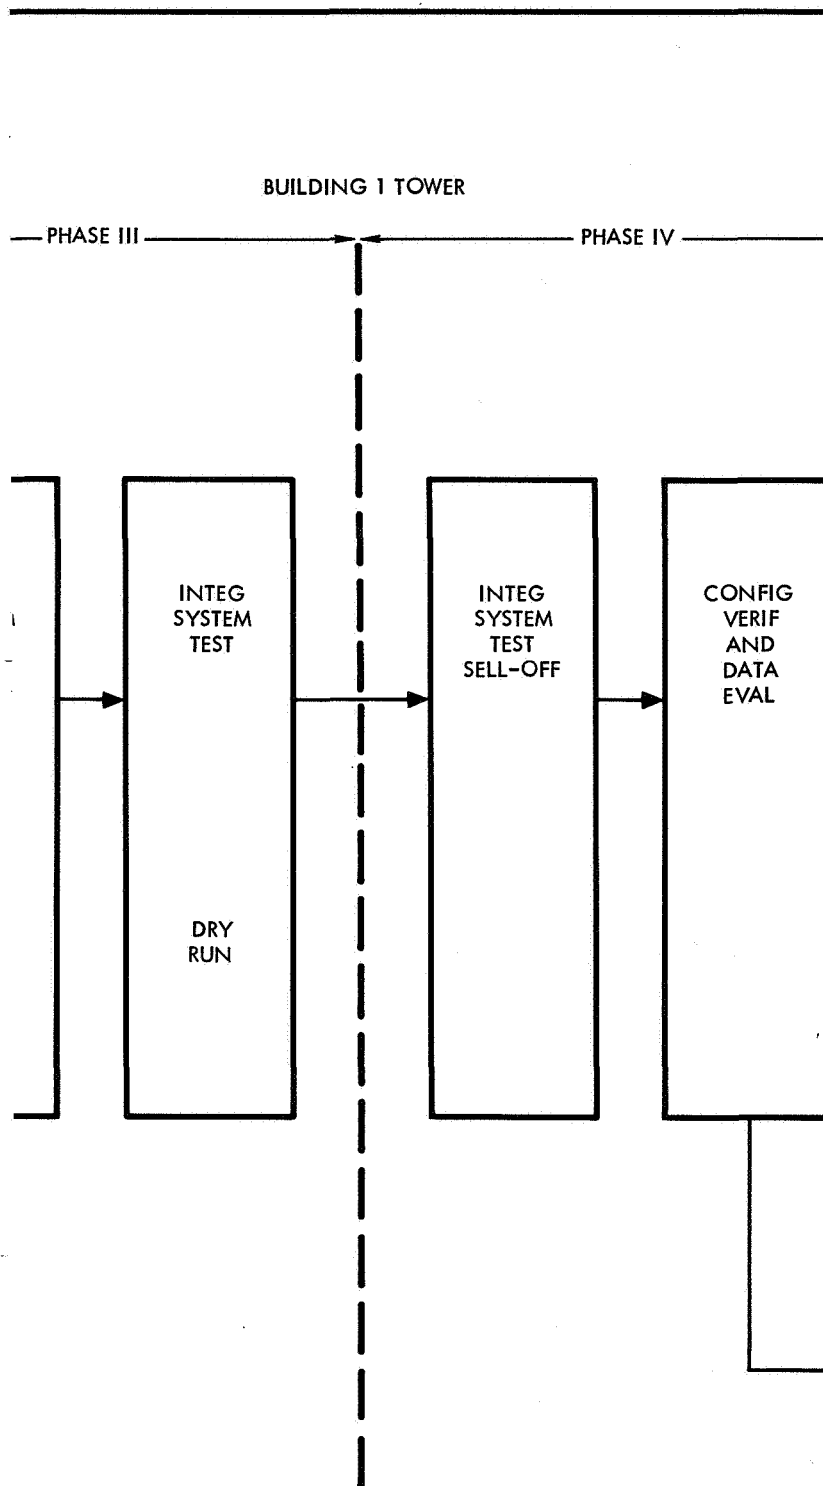 BUILDING 1 TOWER
PHASE III
PHASE IV
INTEG
SYSTEM
TEST
DRY
RUN
INTEG
SYSTEM
TEST
SELL-OFF
CONFIG
VERIF
AND
DATA
EVAL